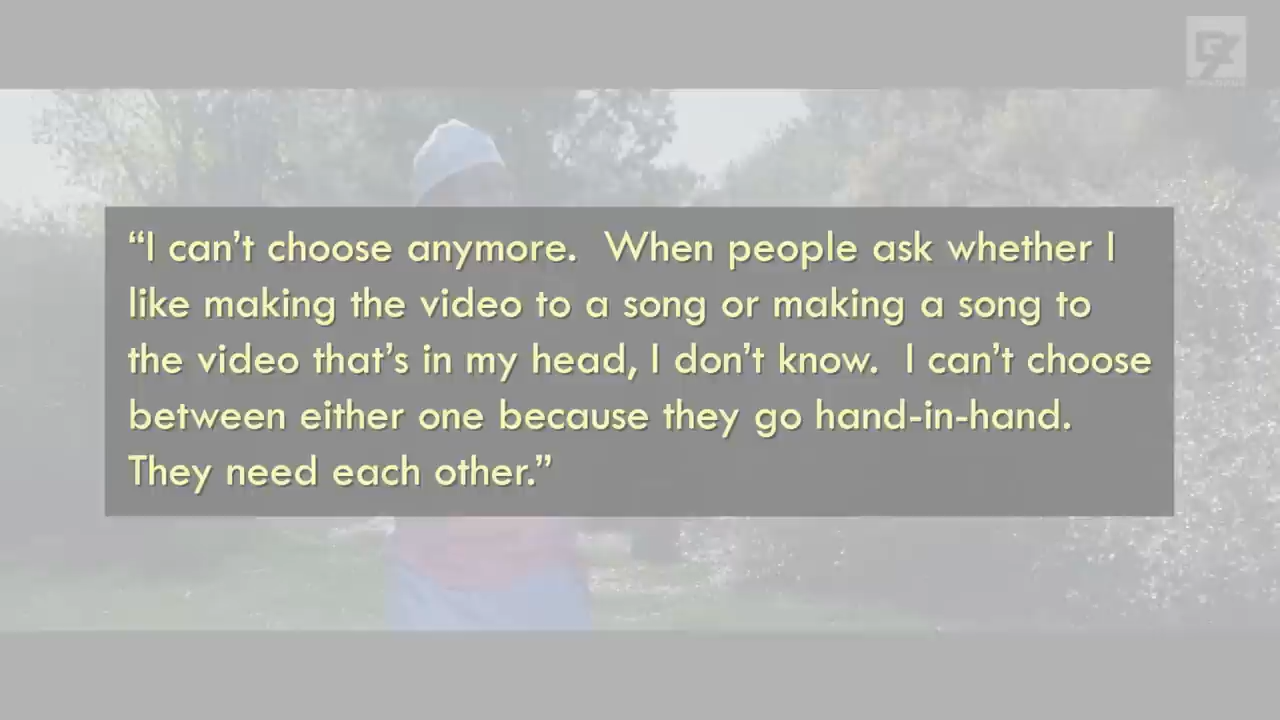 “I can’t choose anymore.  When people ask whether I
like making the video to a song or making a song to
the video that’s in my head, I don’t know.  I can’t choose
between either one because they go hand-in-hand.
They need each other.”